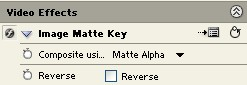 Video Effects
Image Matte Key
Composite usi... Matte Alpha
Reverse Reverse